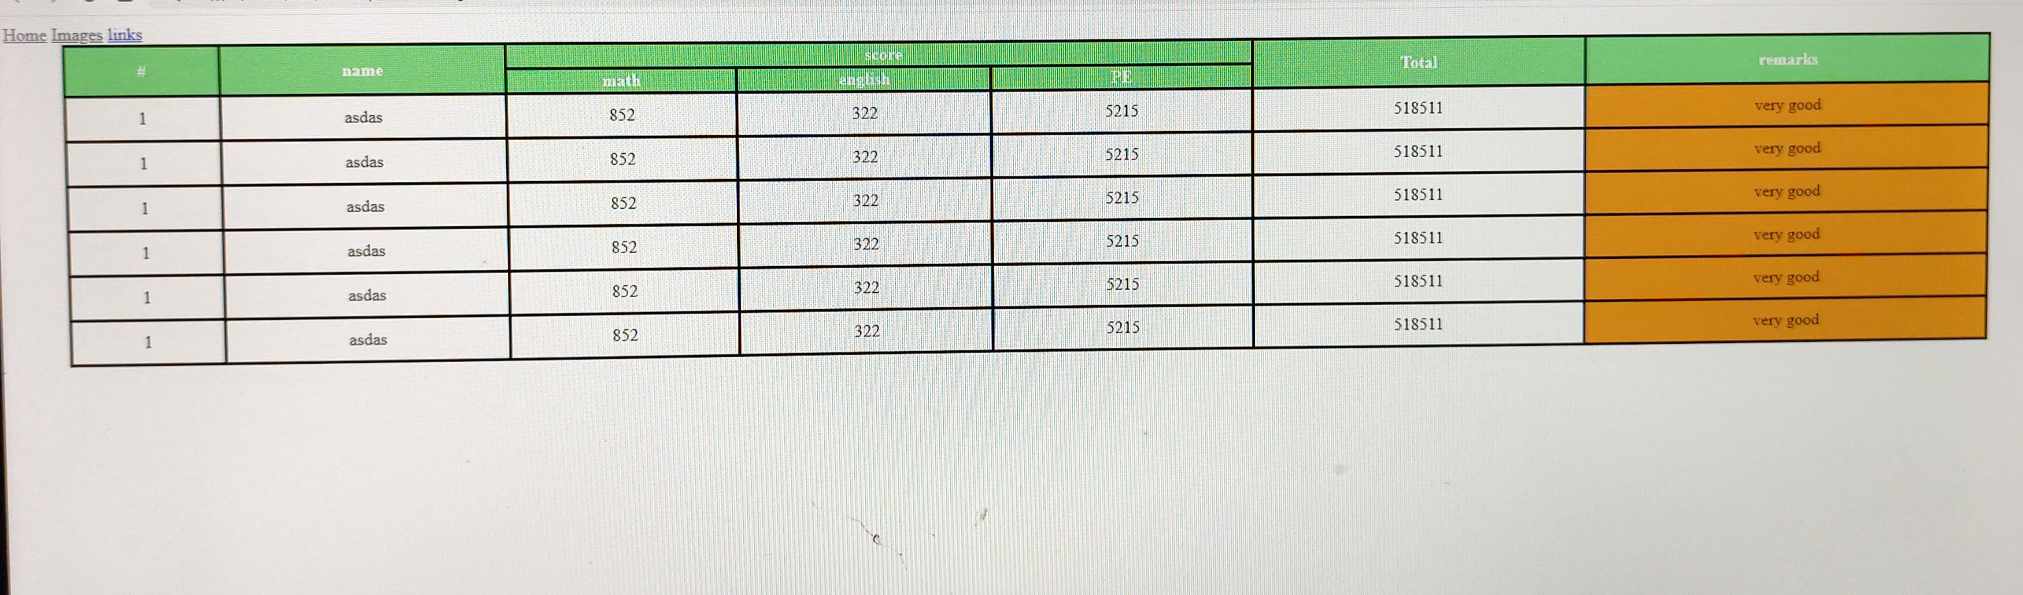 Home Images links
# name score Total remarks
math english PE
1 asdas 852 322 5215 518511 very good
1 asdas 852 322 5215 518511 very good
1 asdas 852 322 5215 518511 very good
1 asdas 852 322 5215 518511 very good
1 asdas 852 322 5215 518511 very good
1 asdas 852 322 5215 518511 very good